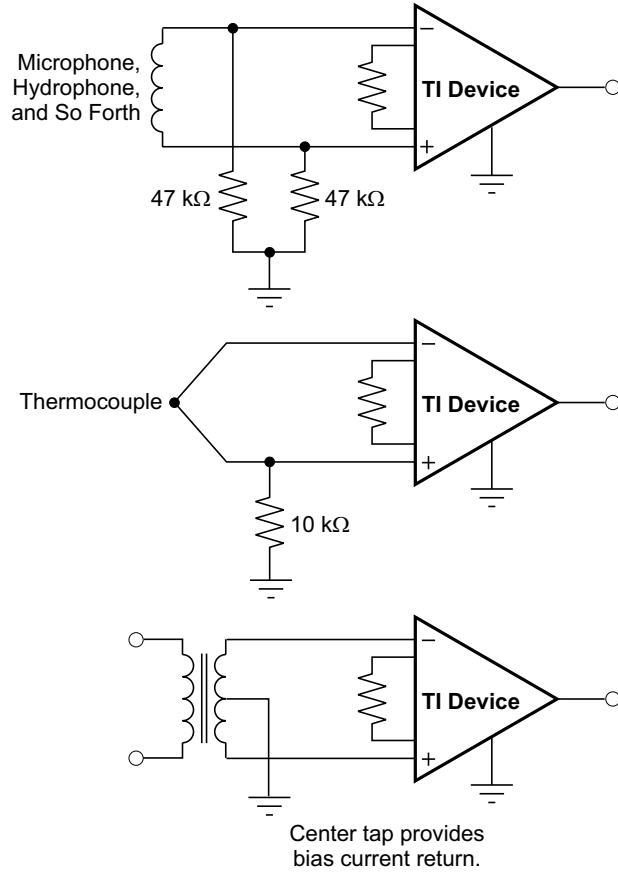 Microphone,
Hydrophone,
and So Forth
−
TI Device
+
47 kΩ
47 kΩ
Thermocouple
−
TI Device
+
10 kΩ
−
TI Device
+
Center tap provides
bias current return.